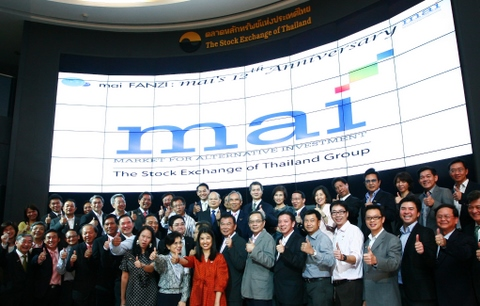 ตลาดหลักทรัพย์แห่งประเทศไทย
The Stock Exchange of Thailand
mai FANZI : mai's 12th Anniversary mai
mai
MARKET FOR ALTERNATIVE INVESTMENT
The Stock Exchange of Thailand Group